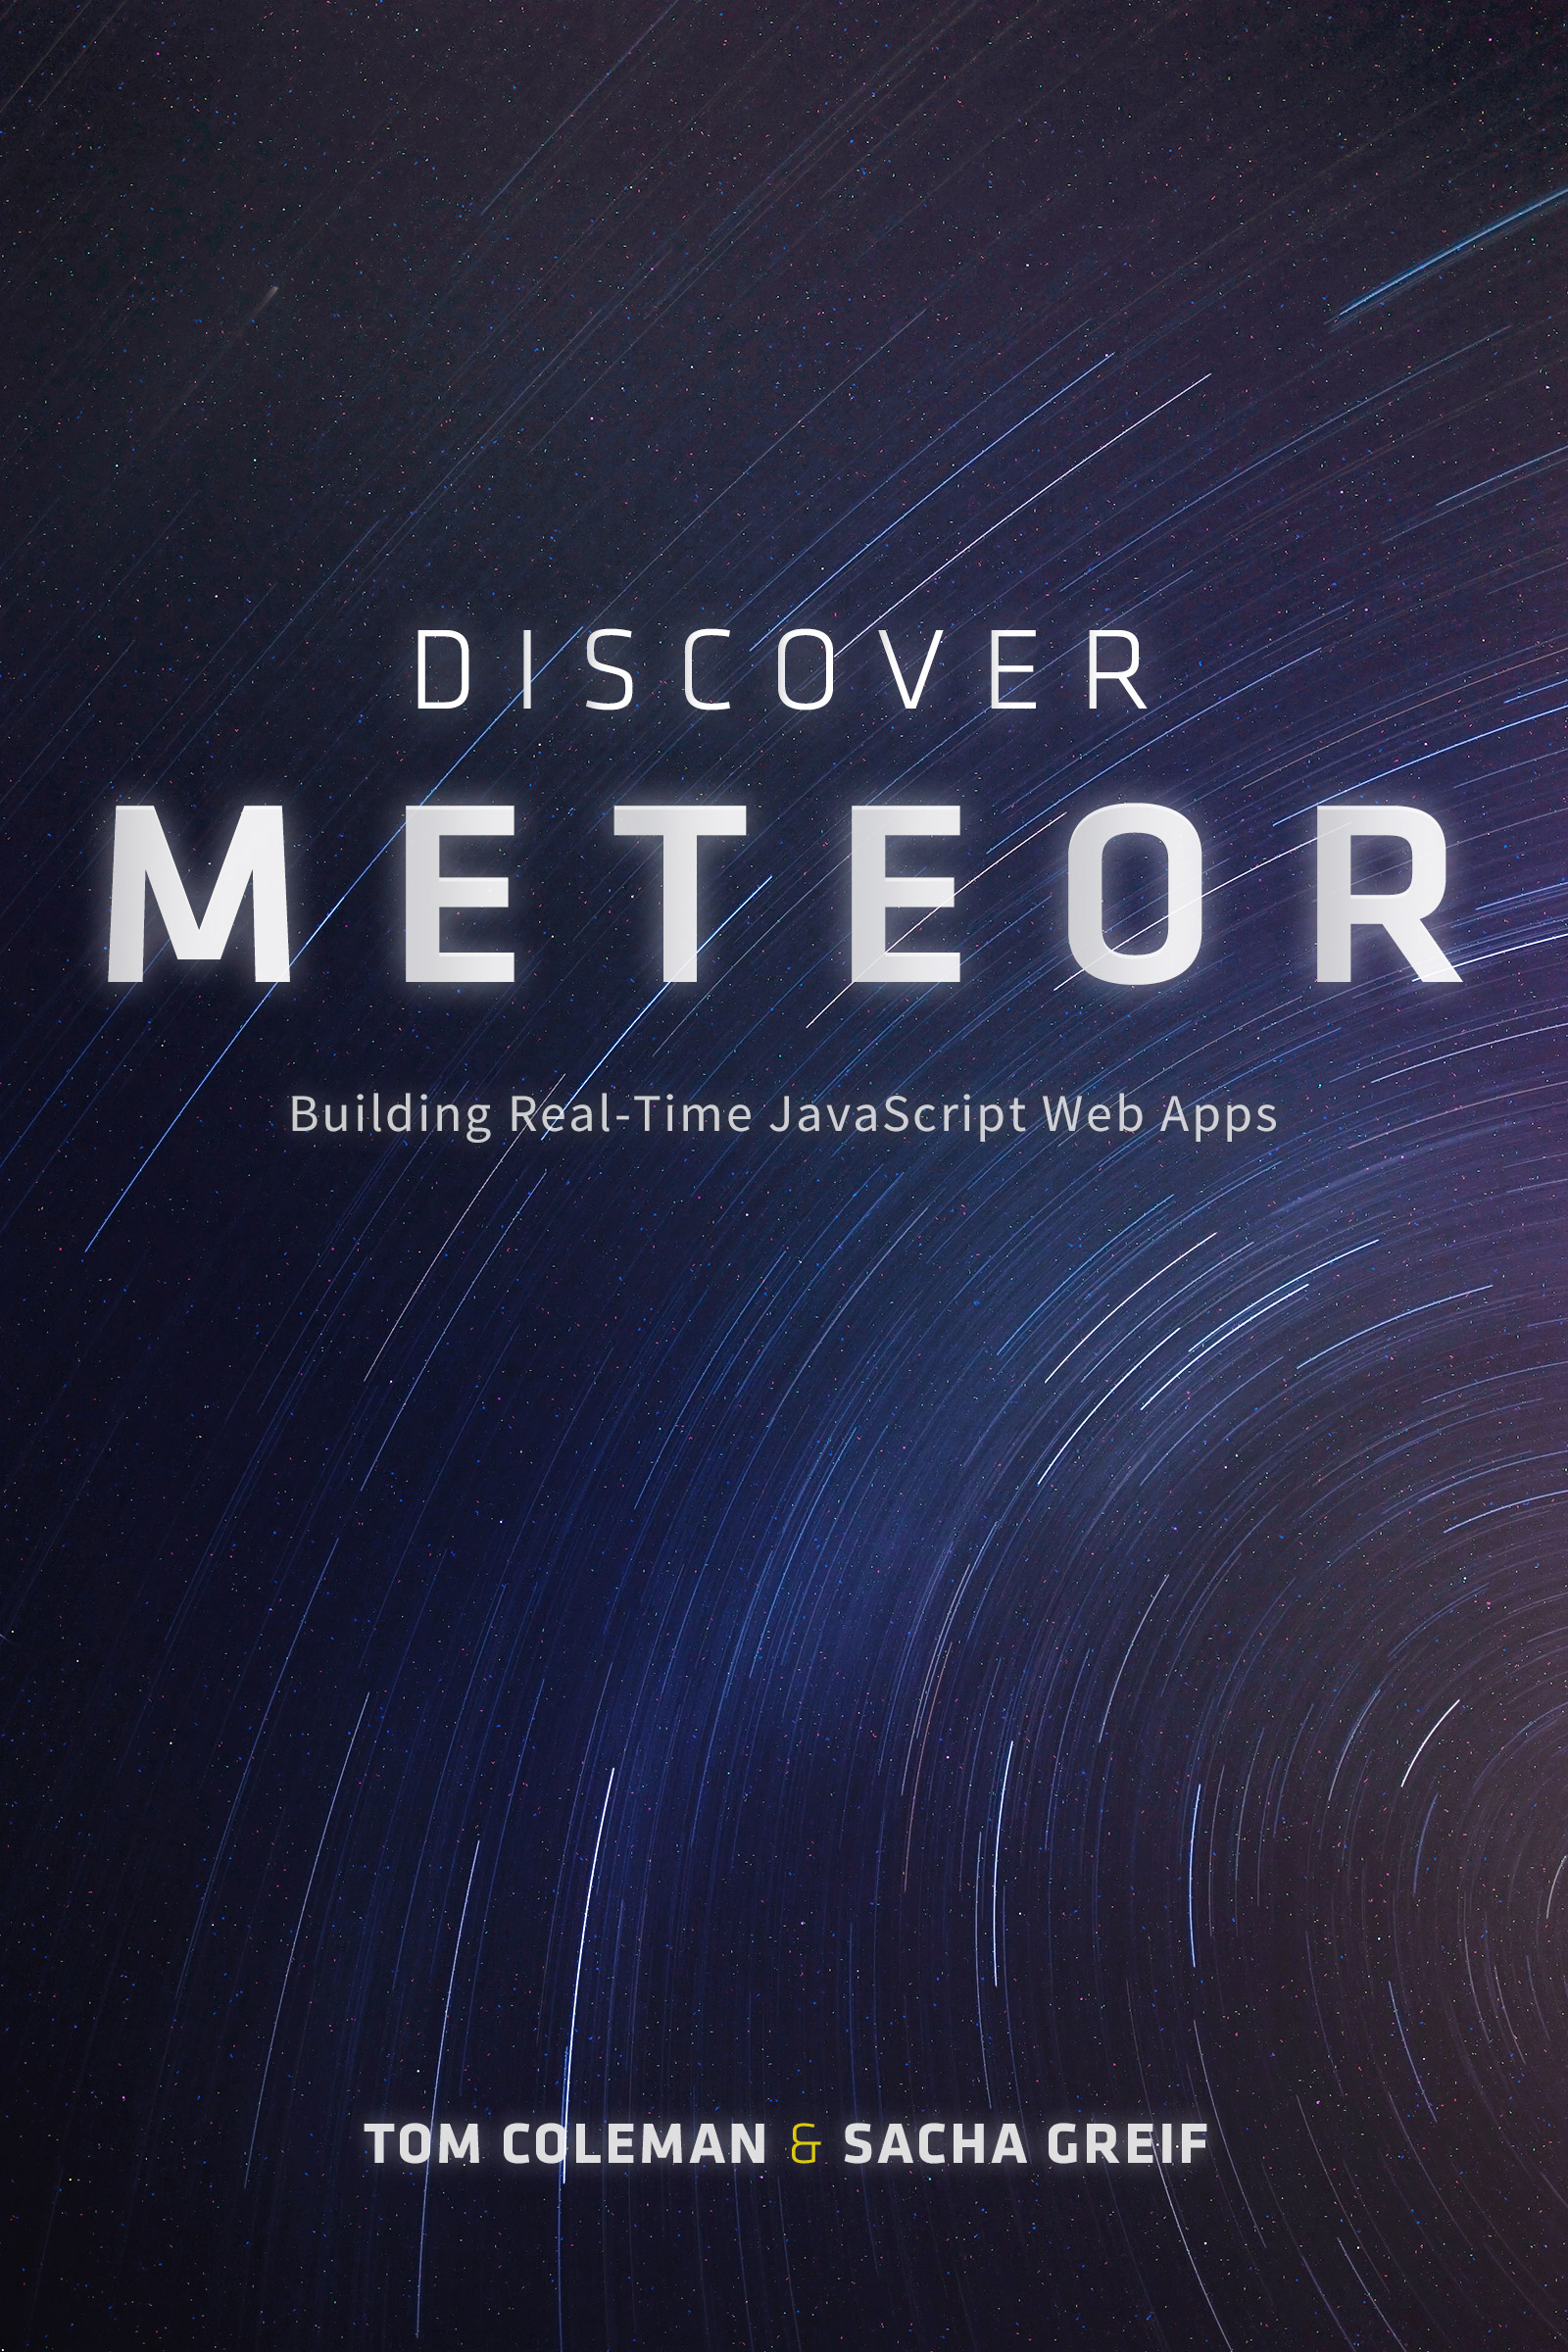 DISCOVER
METEOR
Building Real-Time JavaScript Web Apps
TOM COLEMAN & SACHA GREIF